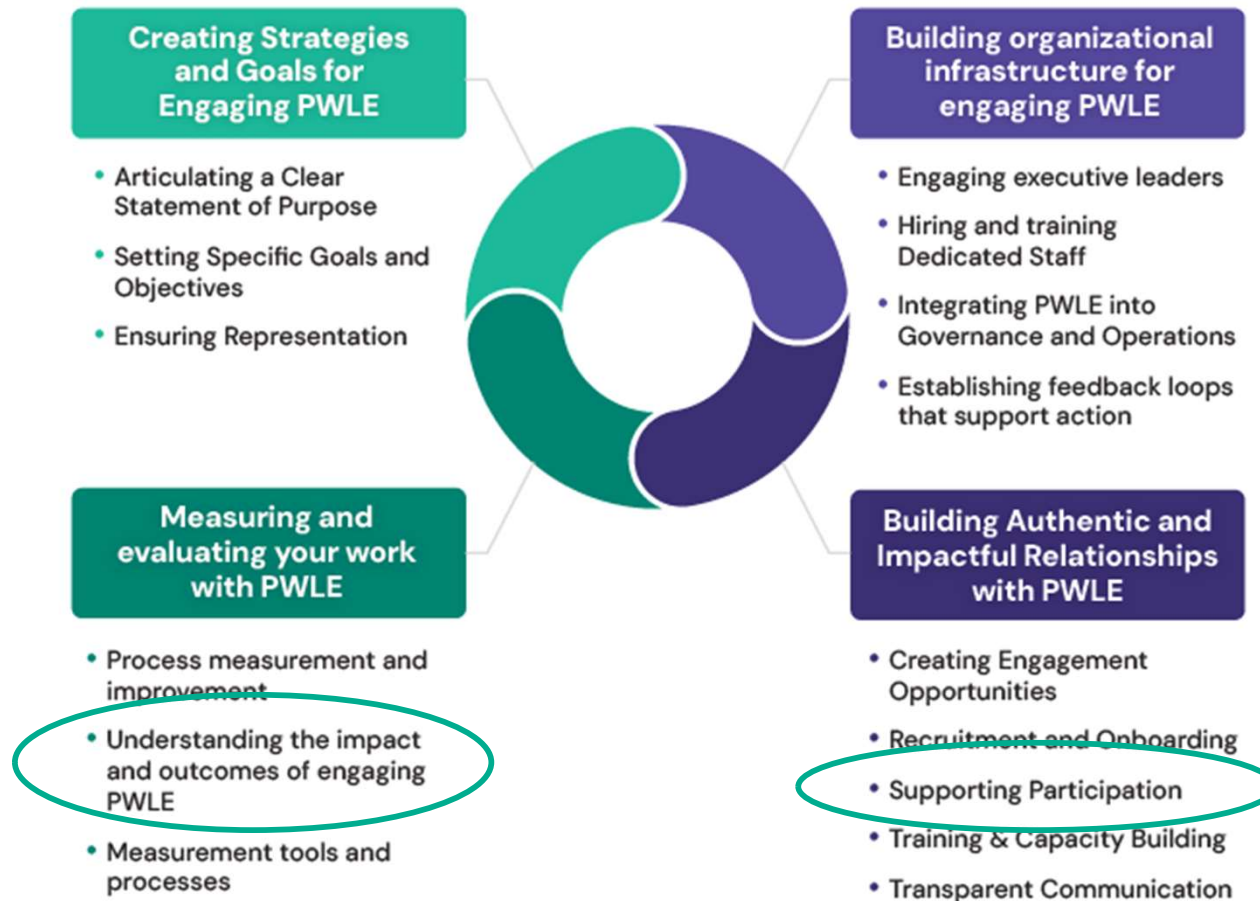 Creating Strategies
and Goals for
Engaging PWLE
• Articulating a Clear
Statement of Purpose
• Setting Specific Goals and
Objectives
• Ensuring Representation
Building organizational
infrastructure for
engaging PWLE
• Engaging executive leaders
• Hiring and training
Dedicated Staff
• Integrating PWLE into
Governance and Operations
• Establishing feedback loops
that support action
Measuring and
evaluating your work
with PWLE
• Process measurement and
improvement
• Understanding the impact
and outcomes of engaging
PWLE
• Measurement tools and
processes
Building Authentic and
Impactful Relationships
with PWLE
• Creating Engagement
Opportunities
• Recruitment and Onboarding
• Supporting Participation
• Training & Capacity Building
• Transparent Communication